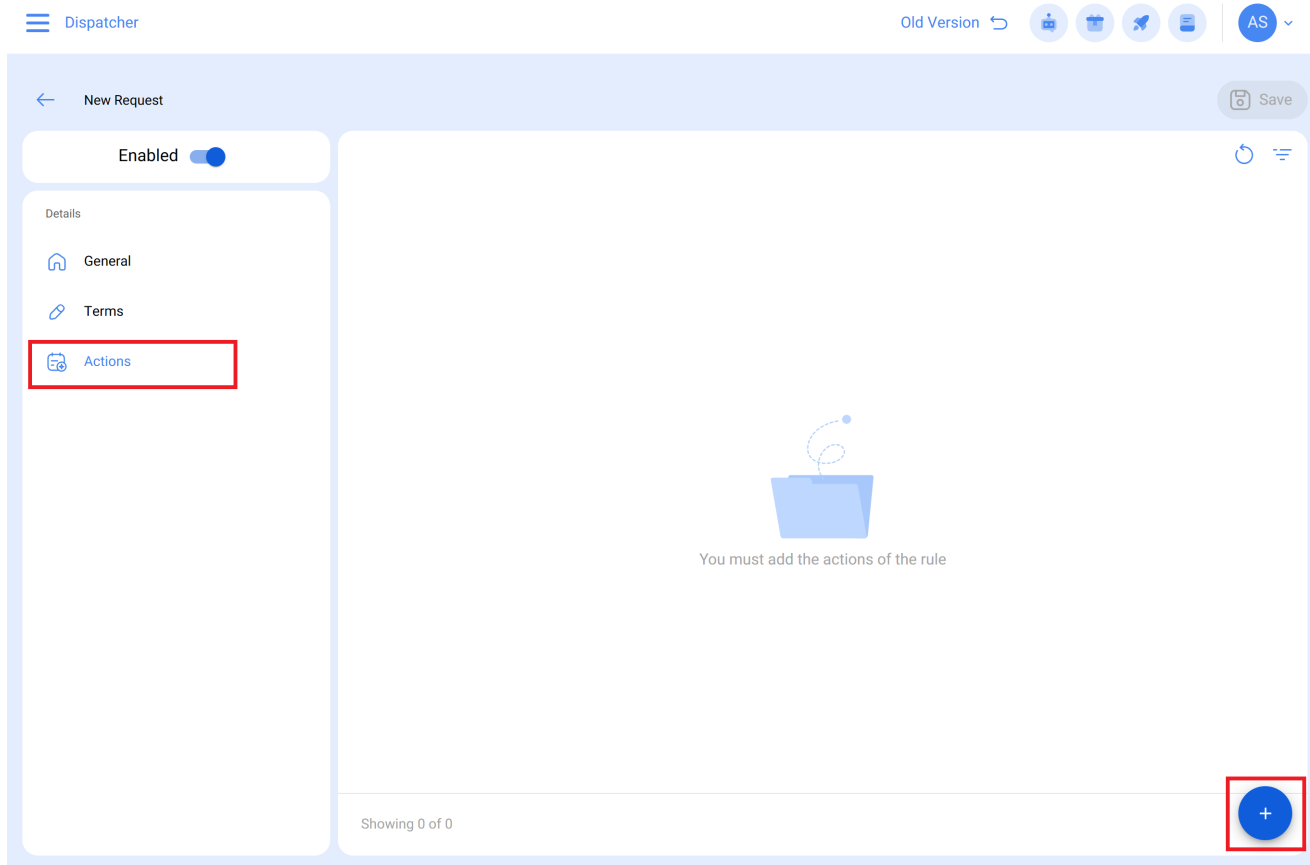 Dispatcher
Old Version
AS
New Request
Save
Enabled
Details
General
Terms
Actions
You must add the actions of the rule
Showing 0 of 0